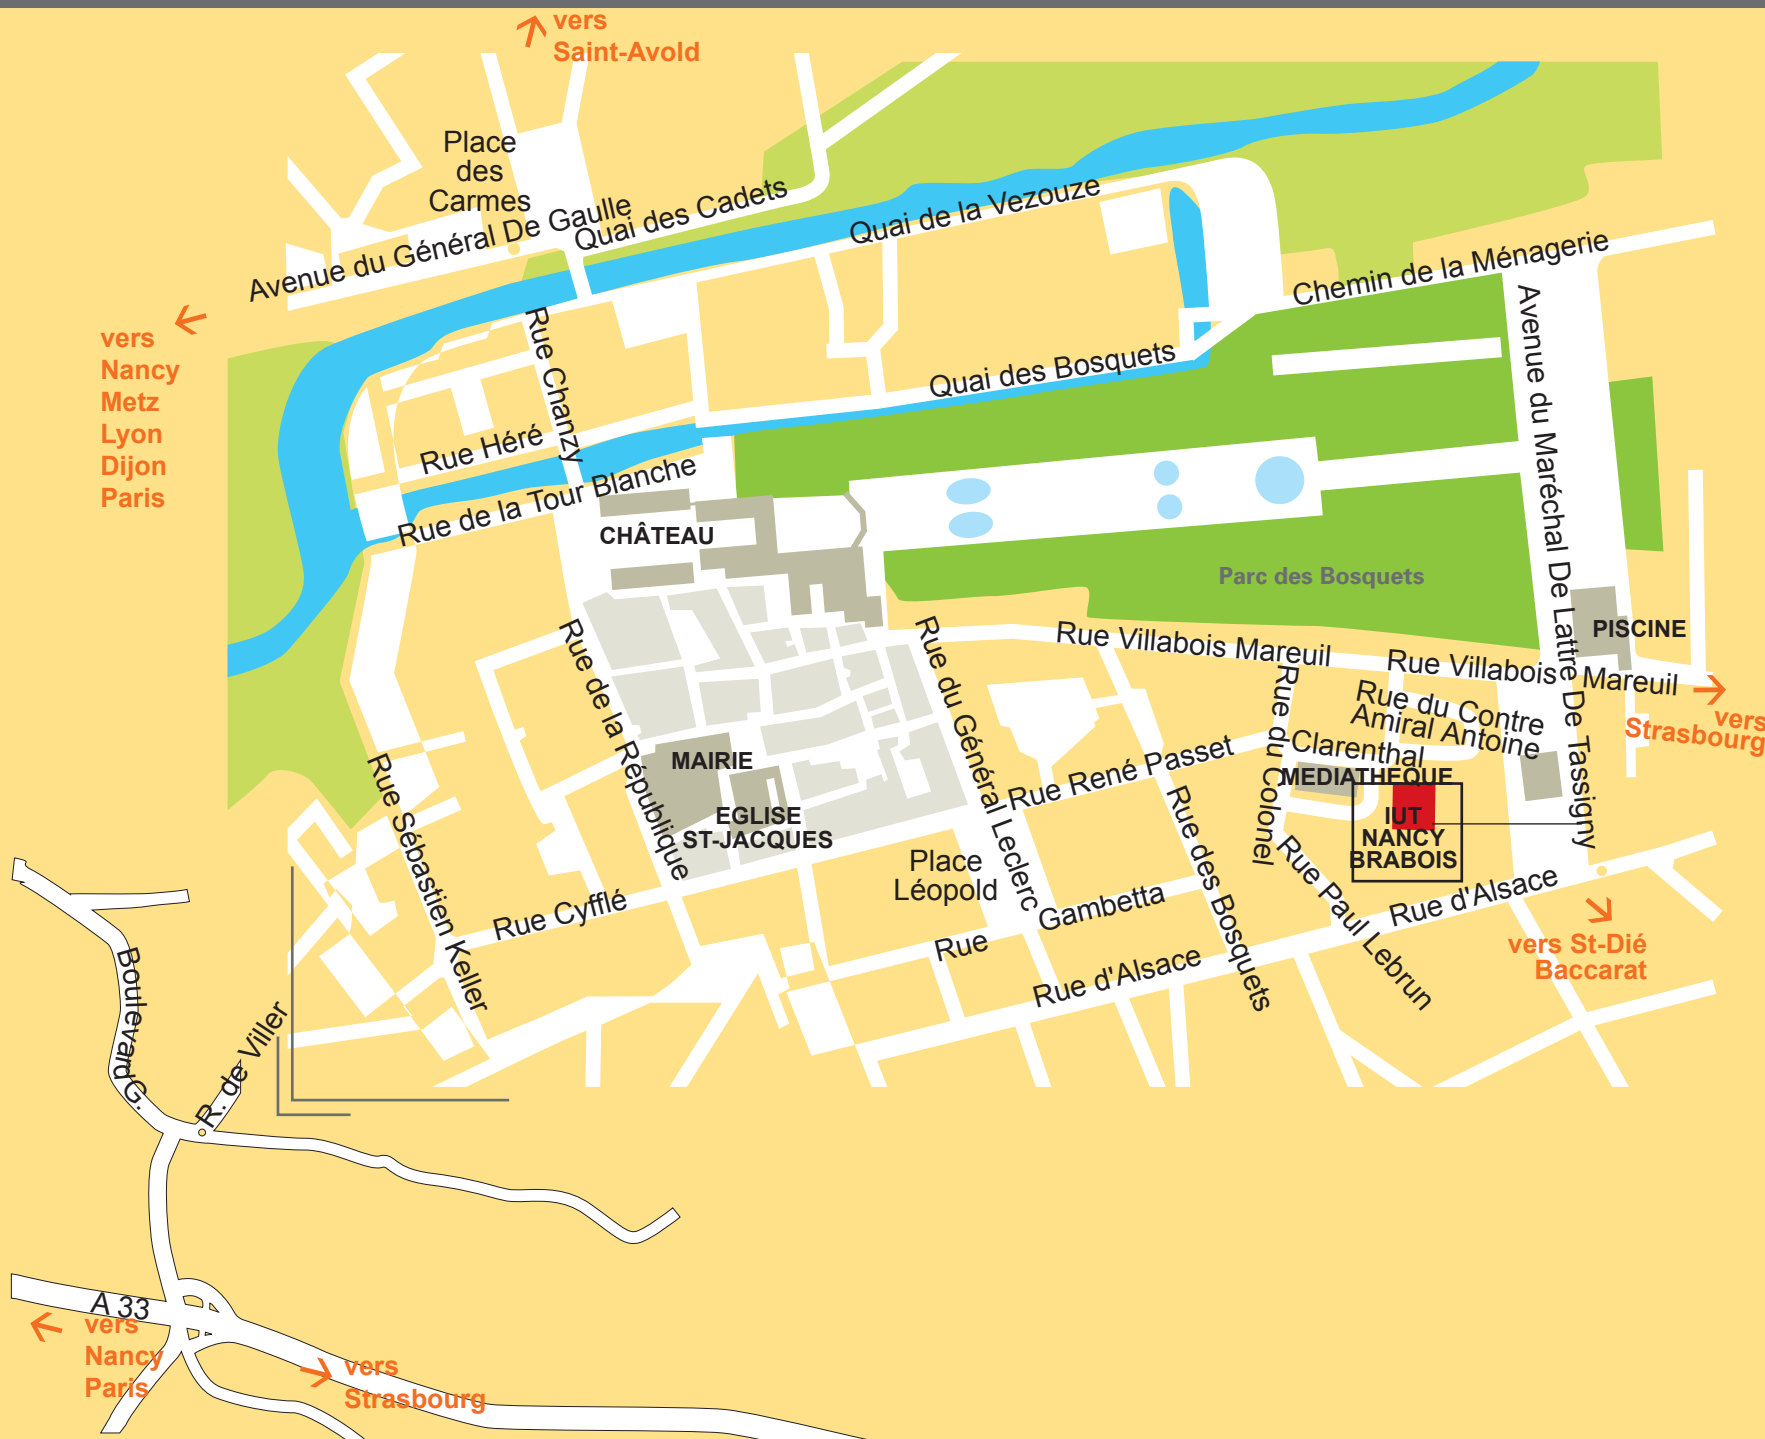 vers
Saint-Avold
Place
des
Carmes
Avenue du Général De Gaulle
Quai des Cadets
Quai de la Vezouze
Chemin de la Ménagerie
vers
Nancy
Metz
Lyon
Dijon
Paris
Rue Chanzy
Quai des Bosquets
Avenue du Maréchal De Lattre De Tassigny
Rue Héré
Rue de la Tour Blanche
CHÂTEAU
Parc des Bosquets
PISCINE
Rue de la République
Rue du Général Leclerc
Rue Villabois Mareuil
Rue Villabois Mareuil
Rue du Contre
Amiral Antoine
vers
Strasbourg
Rue du Colonel
Clarenthal
MEDIATHEQUE
MAIRIE
Rue René Passet
Rue Sébastien Keller
EGLISE
ST-JACQUES
IUT
NANCY
BRABOIS
Place
Léopold
Rue des Bosquets
Rue Paul Lebrun
Rue Cyfflé
Rue Gambetta
Rue d'Alsace
Rue d'Alsace
vers St-Dié
Baccarat
Boulevard G.
R. de Viller
A 33
vers
Nancy
Paris
vers
Strasbourg